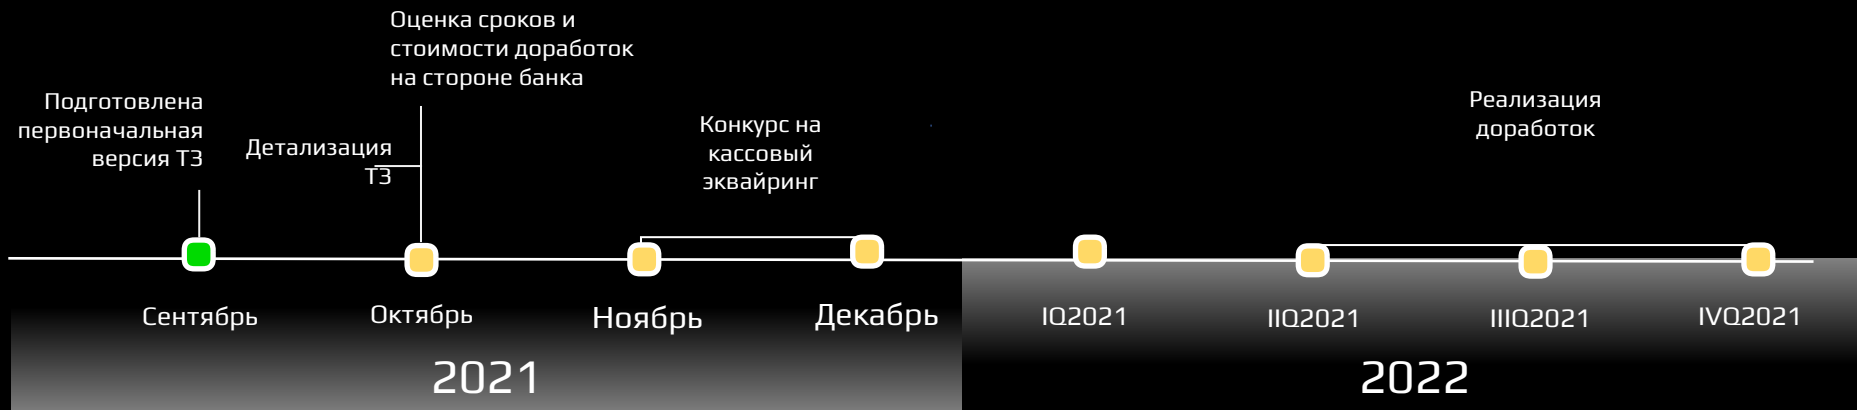 Оценка сроков и
стоимости доработок
на стороне банка
Подготовлена
первоначальная
версия ТЗ
Детализация
ТЗ
Конкурс на
кассовый
эквайринг
Реализация
доработок
Сентябрь
Октябрь
Ноябрь
Декабрь
IQ2021
IIQ2021
IIIQ2021
IVQ2021
2021
2022